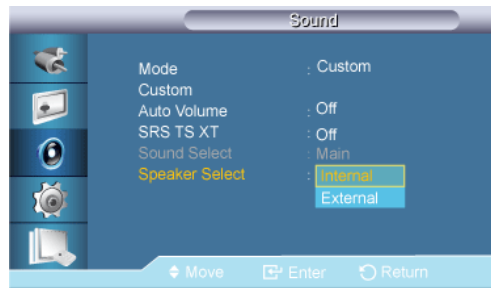 Sound
Mode : Custom
Custom
Auto Volume : Off
SRS TS XT : Off
Sound Select : Main
Speaker Select : Internal
External
Move Enter Return